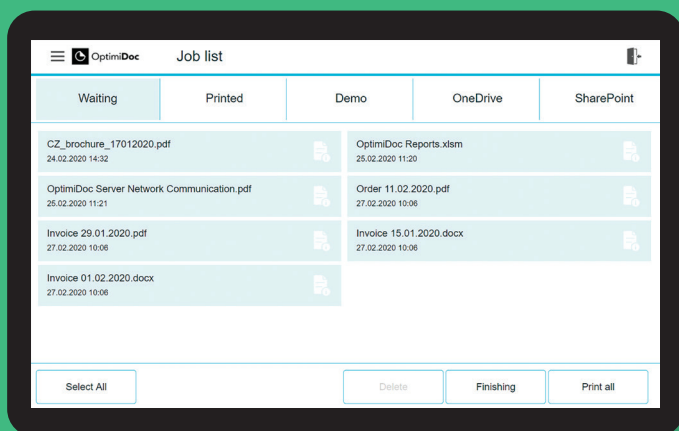 OptimiDoc Job list
Waiting Printed Demo OneDrive SharePoint
CZ_brochure_17012020.pdf
24.02.2020 14:32
OptimiDoc Reports.xlsm
25.02.2020 11:20
OptimiDoc Server Network Communication.pdf
25.02.2020 11:21
Order 11.02.2020.pdf
27.02.2020 10:06
Invoice 29.01.2020.pdf
27.02.2020 10:06
Invoice 15.01.2020.docx
27.02.2020 10:06
Invoice 01.02.2020.docx
27.02.2020 10:06
Select All Delete Finishing Print all